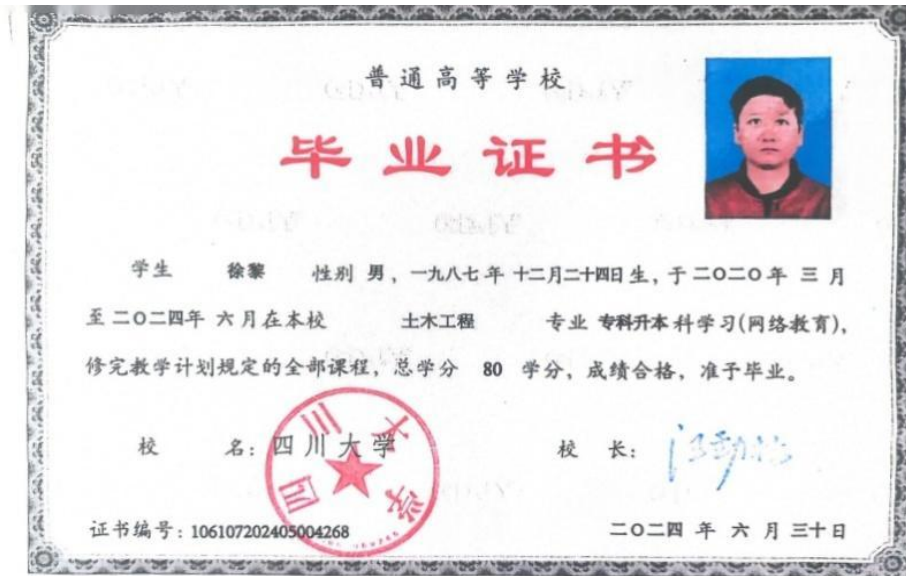 普通高等学校
毕业证书
学生 徐黎 性别 男，一九八七年 十二月二十四日生，于二〇二〇年 三 月
至二〇二四年 六月在本校 土木工程 专业 专科升本科学习(网络教育)，
修完教学计划规定的全部课程，总学分 80 学分，成绩合格，准予毕业。
校 名：四川大学 校 长：
四川大学
证书编号：106107202405004268 二〇二四 年 六 月 三十日